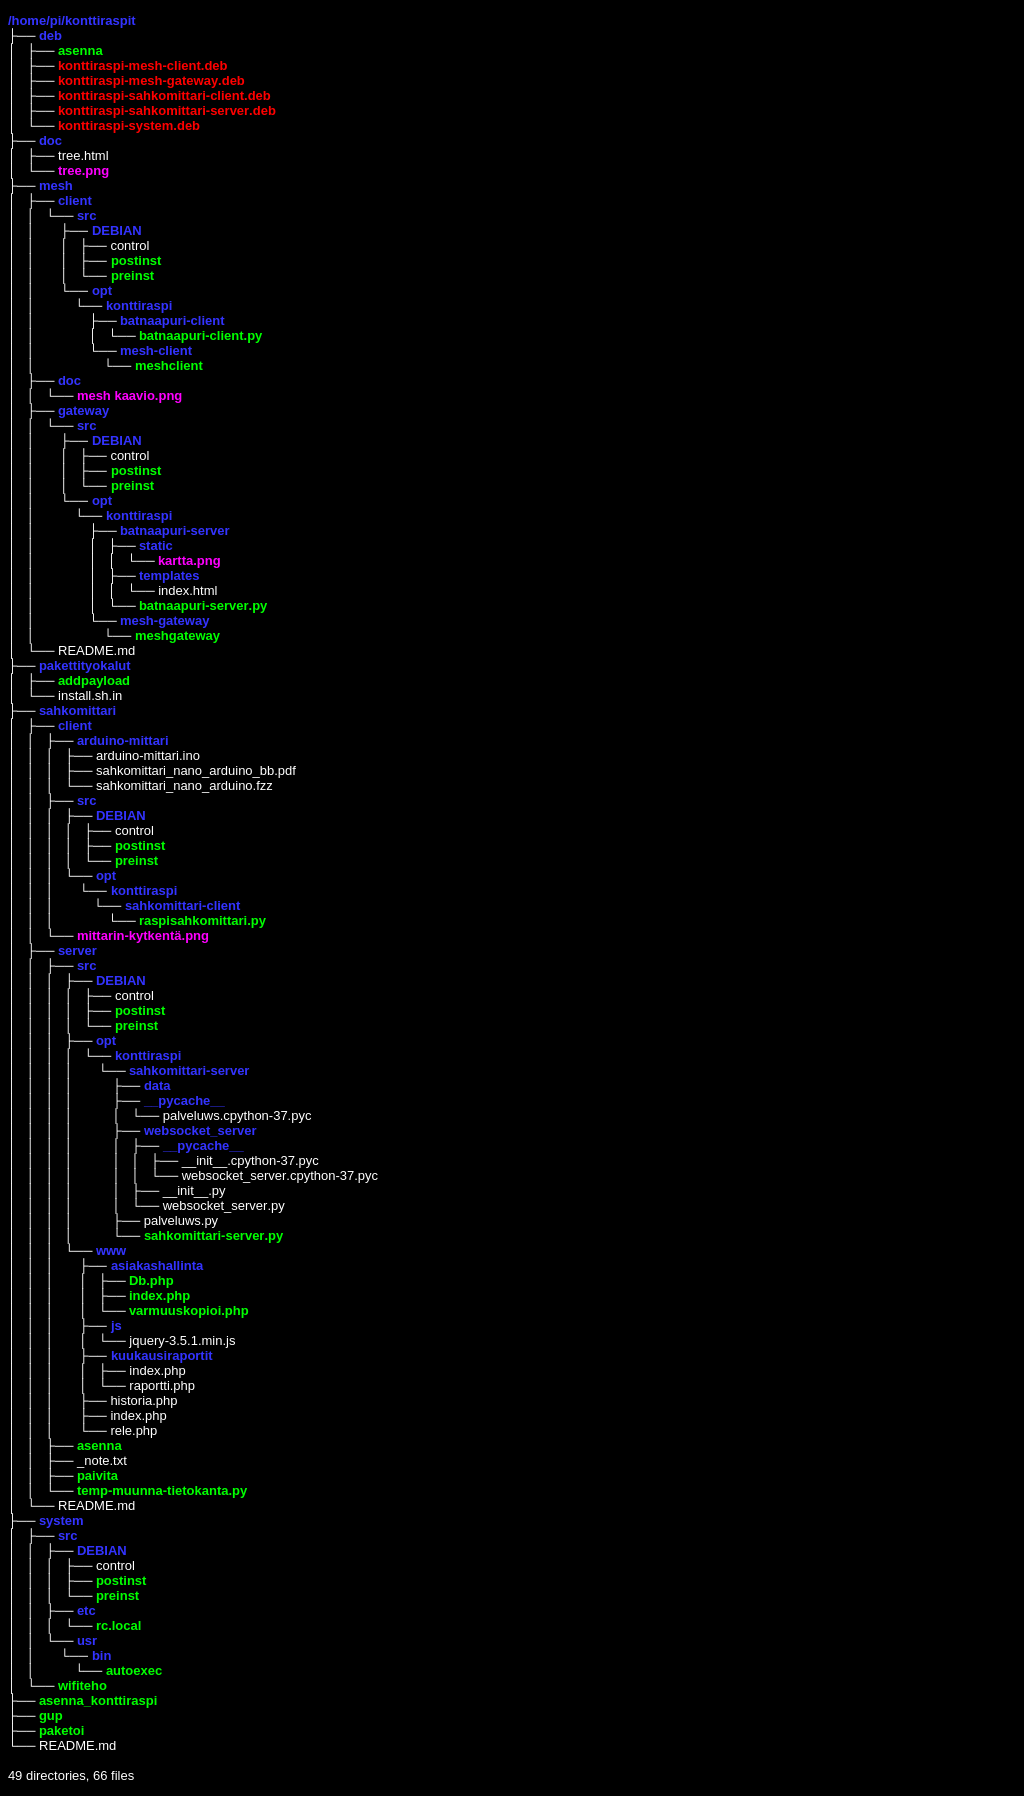 /home/pi/konttiraspit
├── deb
│   ├── asenna
│   ├── konttiraspi-mesh-client.deb
│   ├── konttiraspi-mesh-gateway.deb
│   ├── konttiraspi-sahkomittari-client.deb
│   ├── konttiraspi-sahkomittari-server.deb
│   └── konttiraspi-system.deb
├── doc
│   ├── tree.html
│   └── tree.png
├── mesh
│   ├── client
│   │   └── src
│   │       ├── DEBIAN
│   │       │   ├── control
│   │       │   ├── postinst
│   │       │   └── preinst
│   │       └── opt
│   │           └── konttiraspi
│   │               ├── batnaapuri-client
│   │               │   └── batnaapuri-client.py
│   │               └── mesh-client
│   │                   └── meshclient
│   ├── doc
│   │   └── mesh kaavio.png
│   ├── gateway
│   │   └── src
│   │       ├── DEBIAN
│   │       │   ├── control
│   │       │   ├── postinst
│   │       │   └── preinst
│   │       └── opt
│   │           └── konttiraspi
│   │               ├── batnaapuri-server
│   │               │   ├── static
│   │               │   │   └── kartta.png
│   │               │   ├── templates
│   │               │   │   └── index.html
│   │               │   └── batnaapuri-server.py
│   │               └── mesh-gateway
│   │                   └── meshgateway
│   └── README.md
├── pakettityokalut
│   ├── addpayload
│   └── install.sh.in
├── sahkomittari
│   ├── client
│   │   ├── arduino-mittari
│   │   │   ├── arduino-mittari.ino
│   │   │   ├── sahkomittari_nano_arduino_bb.pdf
│   │   │   └── sahkomittari_nano_arduino.fzz
│   │   ├── src
│   │   │   ├── DEBIAN
│   │   │   │   ├── control
│   │   │   │   ├── postinst
│   │   │   │   └── preinst
│   │   │   └── opt
│   │   │       └── konttiraspi
│   │   │           └── sahkomittari-client
│   │   │               └── raspisahkomittari.py
│   │   └── mittarin-kytkentä.png
│   ├── server
│   │   ├── src
│   │   │   ├── DEBIAN
│   │   │   │   ├── control
│   │   │   │   ├── postinst
│   │   │   │   └── preinst
│   │   │   ├── opt
│   │   │   │   └── konttiraspi
│   │   │   │       └── sahkomittari-server
│   │   │   │           ├── data
│   │   │   │           ├── __pycache__
│   │   │   │           │   └── palveluws.cpython-37.pyc
│   │   │   │           ├── websocket_server
│   │   │   │           │   ├── __pycache__
│   │   │   │           │   │   ├── __init__.cpython-37.pyc
│   │   │   │           │   │   └── websocket_server.cpython-37.pyc
│   │   │   │           │   ├── __init__.py
│   │   │   │           │   └── websocket_server.py
│   │   │   │           ├── palveluws.py
│   │   │   │           └── sahkomittari-server.py
│   │   │   └── www
│   │   │       ├── asiakashallinta
│   │   │       │   ├── Db.php
│   │   │       │   ├── index.php
│   │   │       │   └── varmuuskopioi.php
│   │   │       ├── js
│   │   │       │   └── jquery-3.5.1.min.js
│   │   │       ├── kuukausiraportit
│   │   │       │   ├── index.php
│   │   │       │   └── raportti.php
│   │   │       ├── historia.php
│   │   │       ├── index.php
│   │   │       └── rele.php
│   │   ├── asenna
│   │   ├── _note.txt
│   │   ├── paivita
│   │   └── temp-muunna-tietokanta.py
│   └── README.md
├── system
│   ├── src
│   │   ├── DEBIAN
│   │   │   ├── control
│   │   │   ├── postinst
│   │   │   └── preinst
│   │   ├── etc
│   │   │   └── rc.local
│   │   └── usr
│   │       └── bin
│   │           └── autoexec
│   └── wifiteho
├── asenna_konttiraspi
├── gup
├── paketoi
└── README.md
49 directories, 66 files